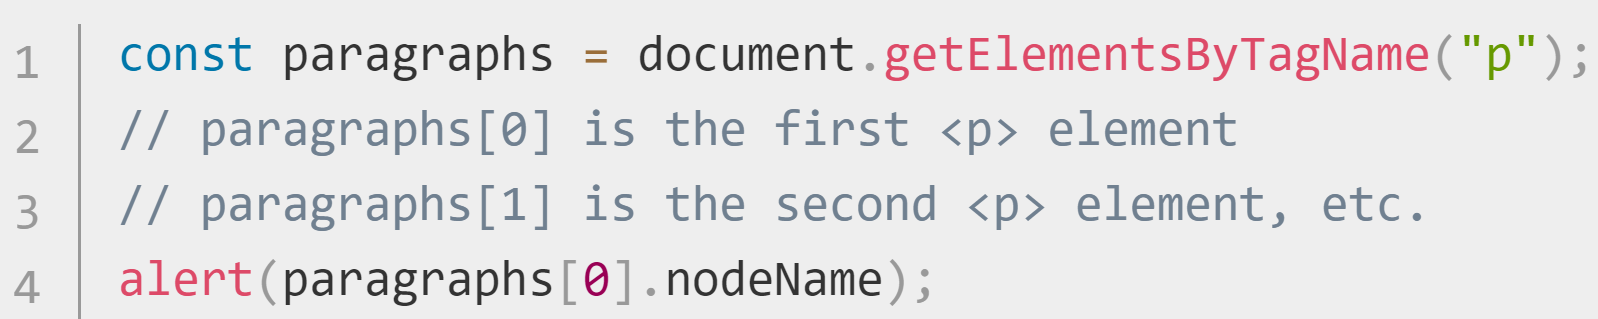 1 const paragraphs = document.getElementsByTagName("p");
2 // paragraphs[0] is the first <p> element
3 // paragraphs[1] is the second <p> element, etc.
4 alert(paragraphs[0].nodeName);